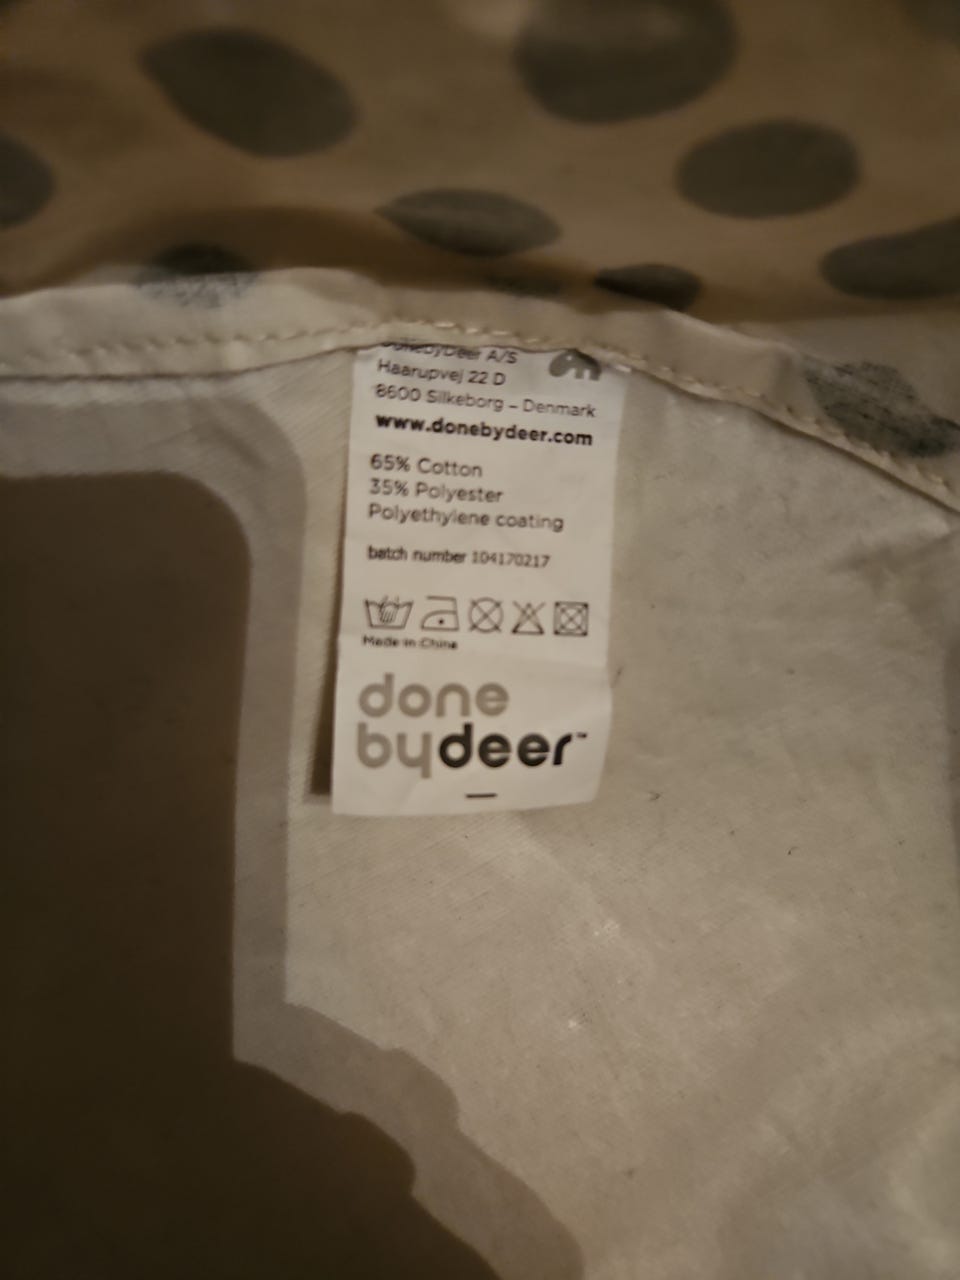 DonebyDeer A/S
Haarupvej 22 D
8600 Silkeborg – Denmark
www.donebydeer.com
65% Cotton
35% Polyester
Polyethylene coating
batch number 104170217
Made in China
done
bydeer™